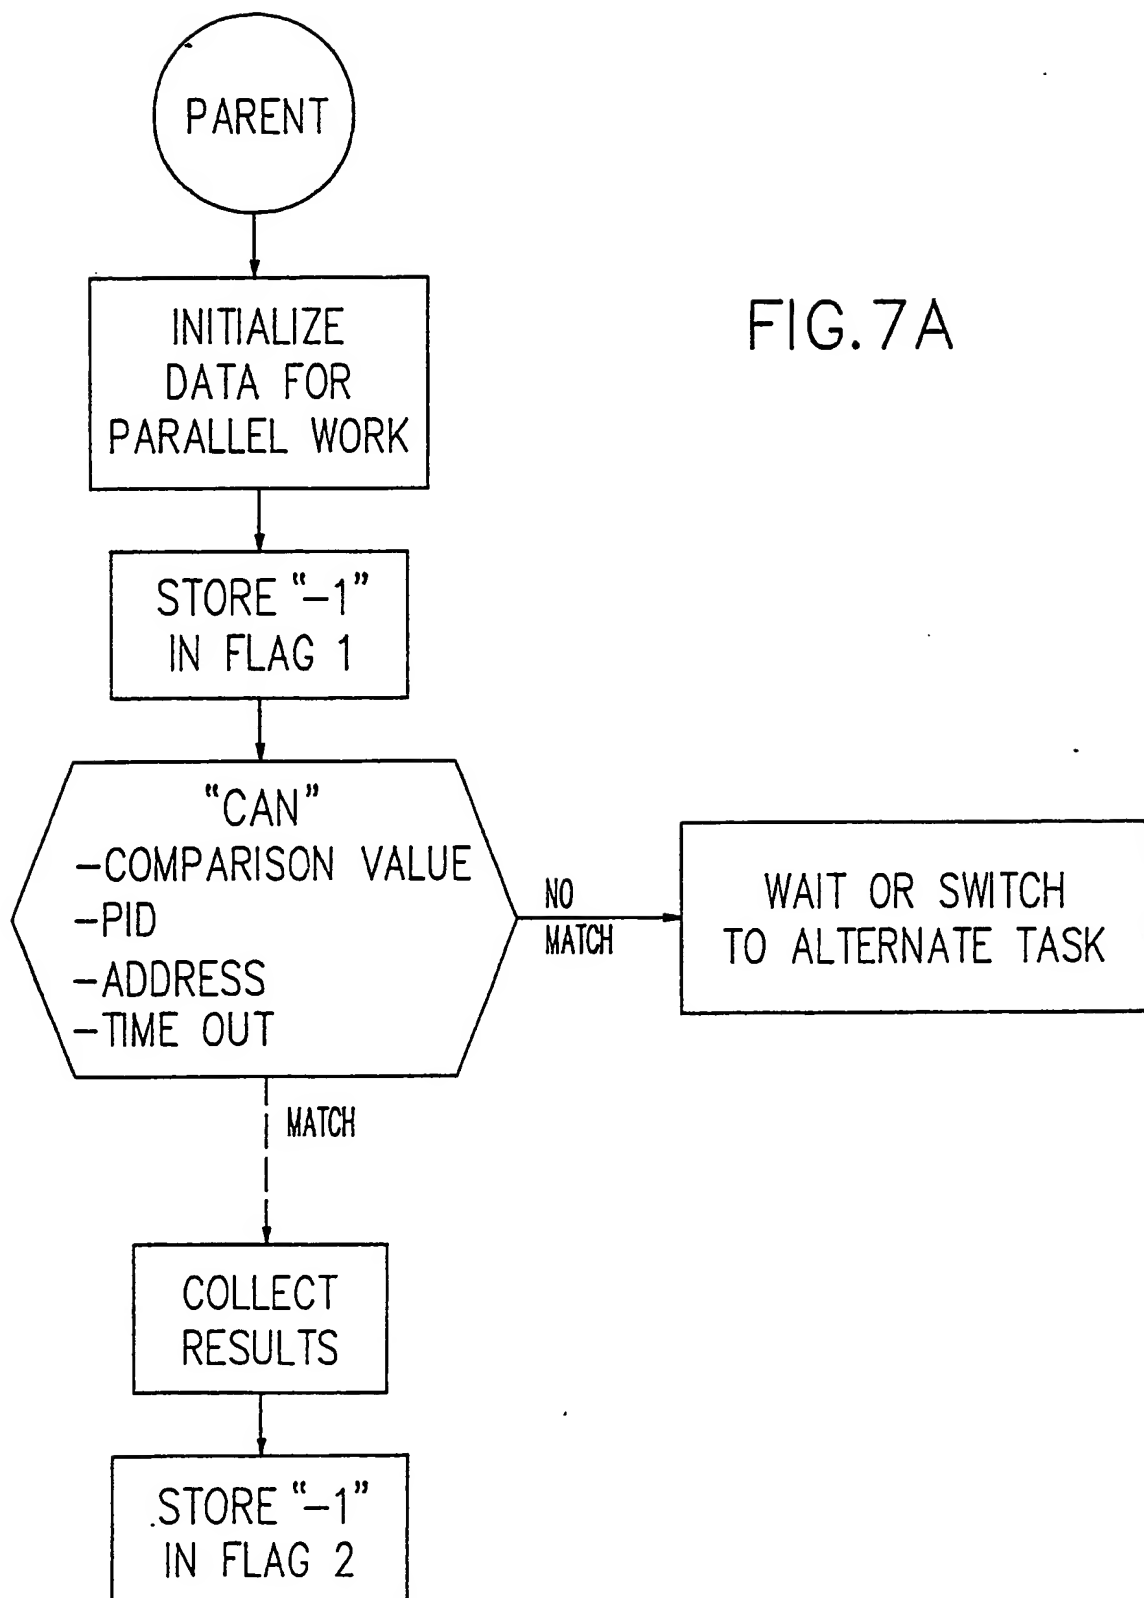 PARENT
INITIALIZE
DATA FOR
PARALLEL WORK
FIG.7A
STORE “–1”
IN FLAG 1
“CAN”
–COMPARISON VALUE
–PID
–ADDRESS
–TIME OUT
NO
MATCH
WAIT OR SWITCH
TO ALTERNATE TASK
MATCH
COLLECT
RESULTS
STORE “–1”
IN FLAG 2